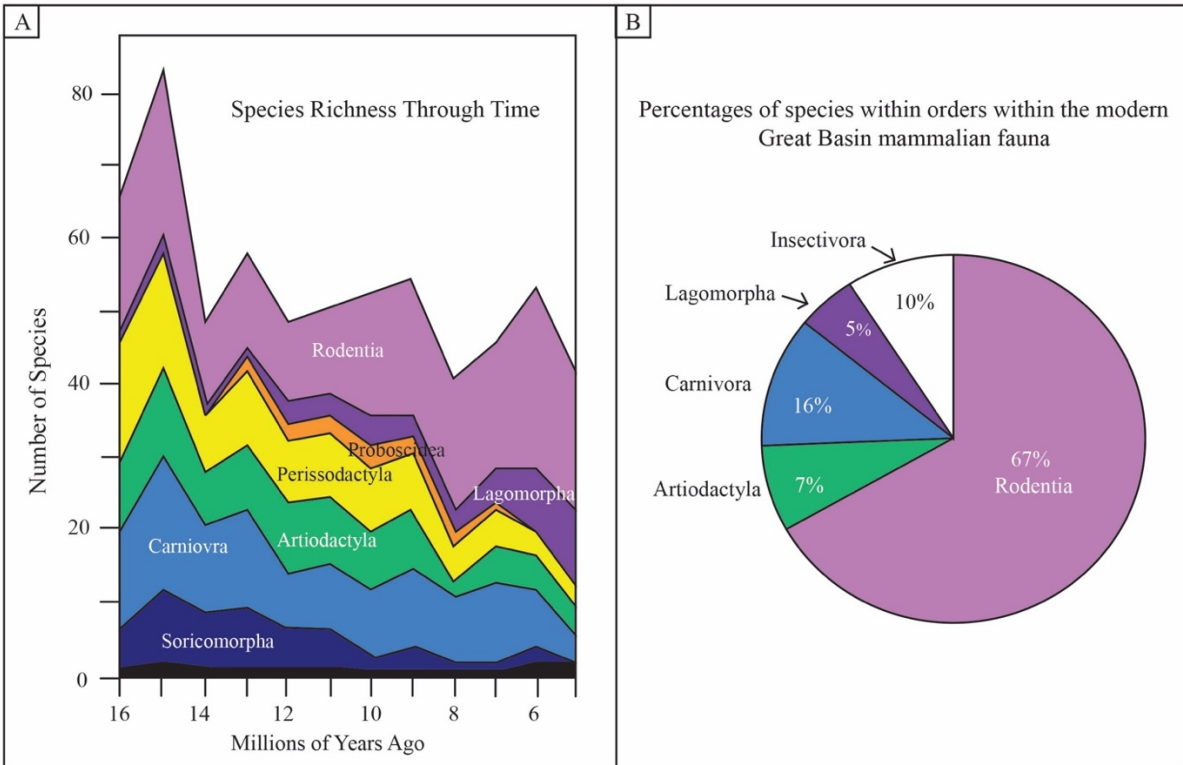 A
Species Richness Through Time
Number of Species
80
60
40
20
0
Rodentia
Proboscidea
Perissodactyla
Lagomorpha
Artiodactyla
Carniovra
Soricomorpha
16 14 12 10 8 6
Millions of Years Ago
B
Percentages of species within orders within the modern
Great Basin mammalian fauna
Insectivora
10%
Lagomorpha
5%
Carnivora
16%
Artiodactyla
7%
67%
Rodentia